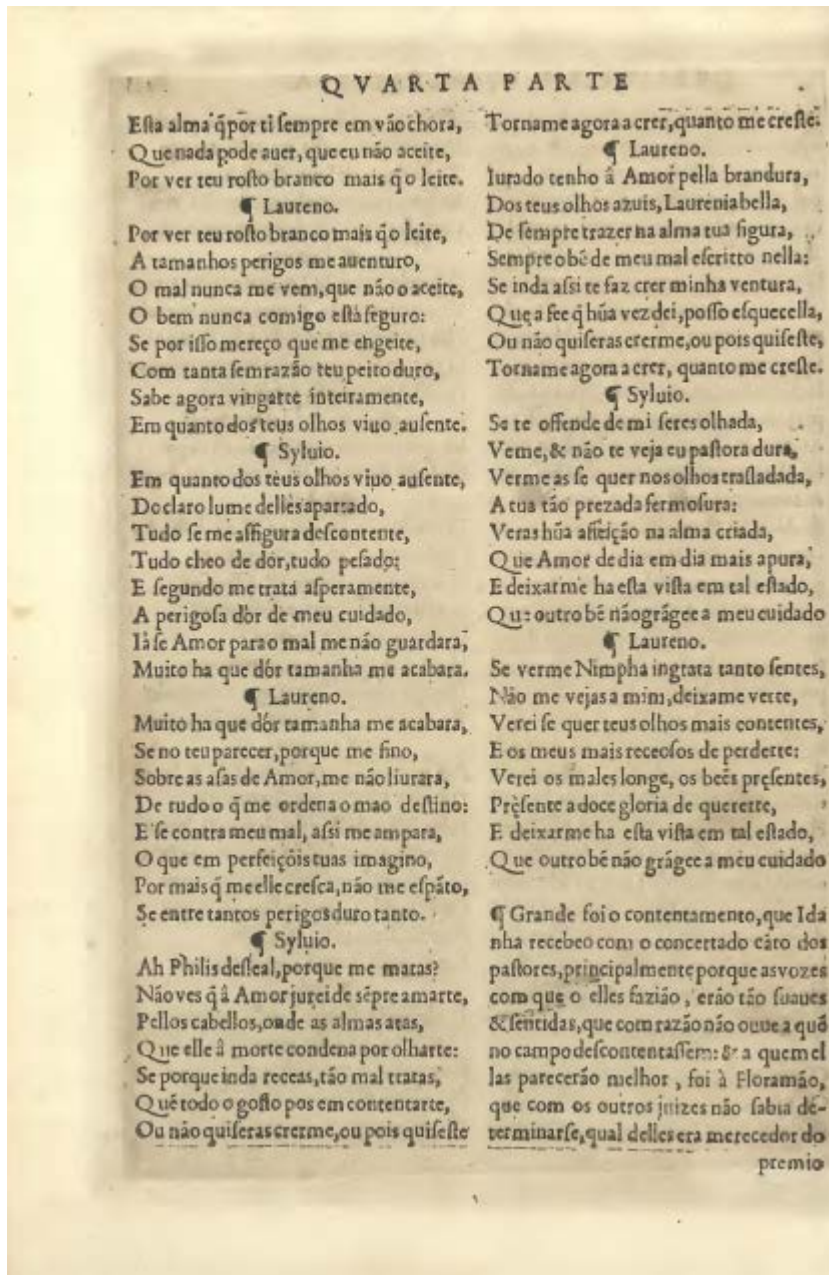 QVARTA PARTE
Esta alma q̃ por ti sempre em vão chora,
Que nada pode auer, que eu não aceite,
Por ver teu rosto branco mais q̃ o leite.
¶ Laureno.
Por ver teu rosto branco mais q̃ o leite,
A tamanhos perigos me auenturo,
O mal nunca me vem, que não o aceite,
O bem nunca comigo està seguro:
Se por isso mereço que me engeite,
Com tanta semrazão teu peito duro,
Sabe agora vingarte inteiramente,
Em quanto dos teus olhos viuo ausente.
¶ Syluio.
Em quanto dos teus olhos viuo ausente,
Do claro lume delles apartado,
Tudo se me affigura descontente,
Tudo cheo de dor, tudo pesado:
E segundo me trata asperamente,
A perigosa dòr de meu cuidado,
Ià se Amor para o mal me não guardara,
Muito ha que dór tamanha me acabara.
¶ Laureno.
Muito ha que dór tamanha me acabara,
Se no teu parecer, porque me fino,
Sobre as asas de Amor, me não liurara,
De tudo o q̃ me ordena o mao destino:
E se contra meu mal, assi me ampara,
O que em perfeiçóis tuas imagino,
Por mais q̃ me elle cresca, não me espãto,
Se entre tantos perigos duro tanto.
¶ Syluio.
Ah Philis desleal, porque me matas?
Não ves q̃ â Amor jurei de sẽpre amarte,
Pellos cabellos, onde as almas atas,
Que elle â morte condena por olharte:
Se porque inda receas, tão mal tratas,
Quẽ todo o gosto pos em contentarte,
Ou não quiseras crerme, ou pois quiseste
Torname agora a crer, quanto me creste.
¶ Laureno.
Iurado tenho â Amor pella brandura,
Dos teus olhos azuis, Laurenia bella,
De sempre trazer na alma tua figura,
Sempre o bẽ de meu mal escritto nella:
Se inda assi te faz crer minha ventura,
Que a fee q̃ hũa vez dei, posso esquecella,
Ou não quiseras crerme, ou pois quiseste,
Torname agora a crer, quanto me creste.
¶ Syluio.
Se te offende de mi seres olhada,
Veme, & não te veja eu pastora dura,
Verme as se quer nos olhos trasladada,
A tua tão prezada fermosura:
Veras hũa afeição na alma criada,
Que Amor de dia em dia mais apura,
E deixarme ha esta vista em tal estado,
Que outro bẽ não grãgee a meu cuidado
¶ Laureno.
Se verme Nimpha ingrata tanto sentes,
Não me vejas a mim, deixame verte,
Verei se quer teus olhos mais contentes,
E os meus mais receosos de perderte:
Verei os males longe, os beẽs presentes,
Presente a doce gloria de quererte,
E deixarme ha esta vista em tal estado,
Que outro bẽ não grãgee a meu cuidado
¶ Grande foi o contentamento, que Ida
nha recebeo com o concertado cãto dos
pastores, principalmente porque as vozes
com que o elles fazião, erão tão suaues
& sentidas, que com razão não ouue a quẽ
no campo descontentassem: & a quem el
las parecerão melhor, foi à Floramão,
que com os outros juizes não sabia de-
terminarse, qual delles era merecedor do
premio